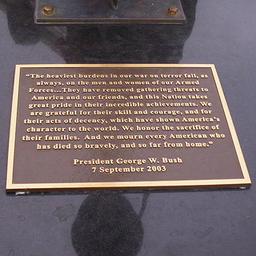 "The heaviest burdens in our war on terror fall, as
always, on the men and women of our Armed
Forces...They have removed gathering threats to
America and our friends, and this Nation takes
great pride in their incredible achievements. We
are grateful for their skill and courage, and for
their acts of decency, which have shown America's
character to the world. We honor the sacrifice of
their families. And we mourn every American who
has died so bravely, and so far from home."
President George W. Bush
7 September 2003